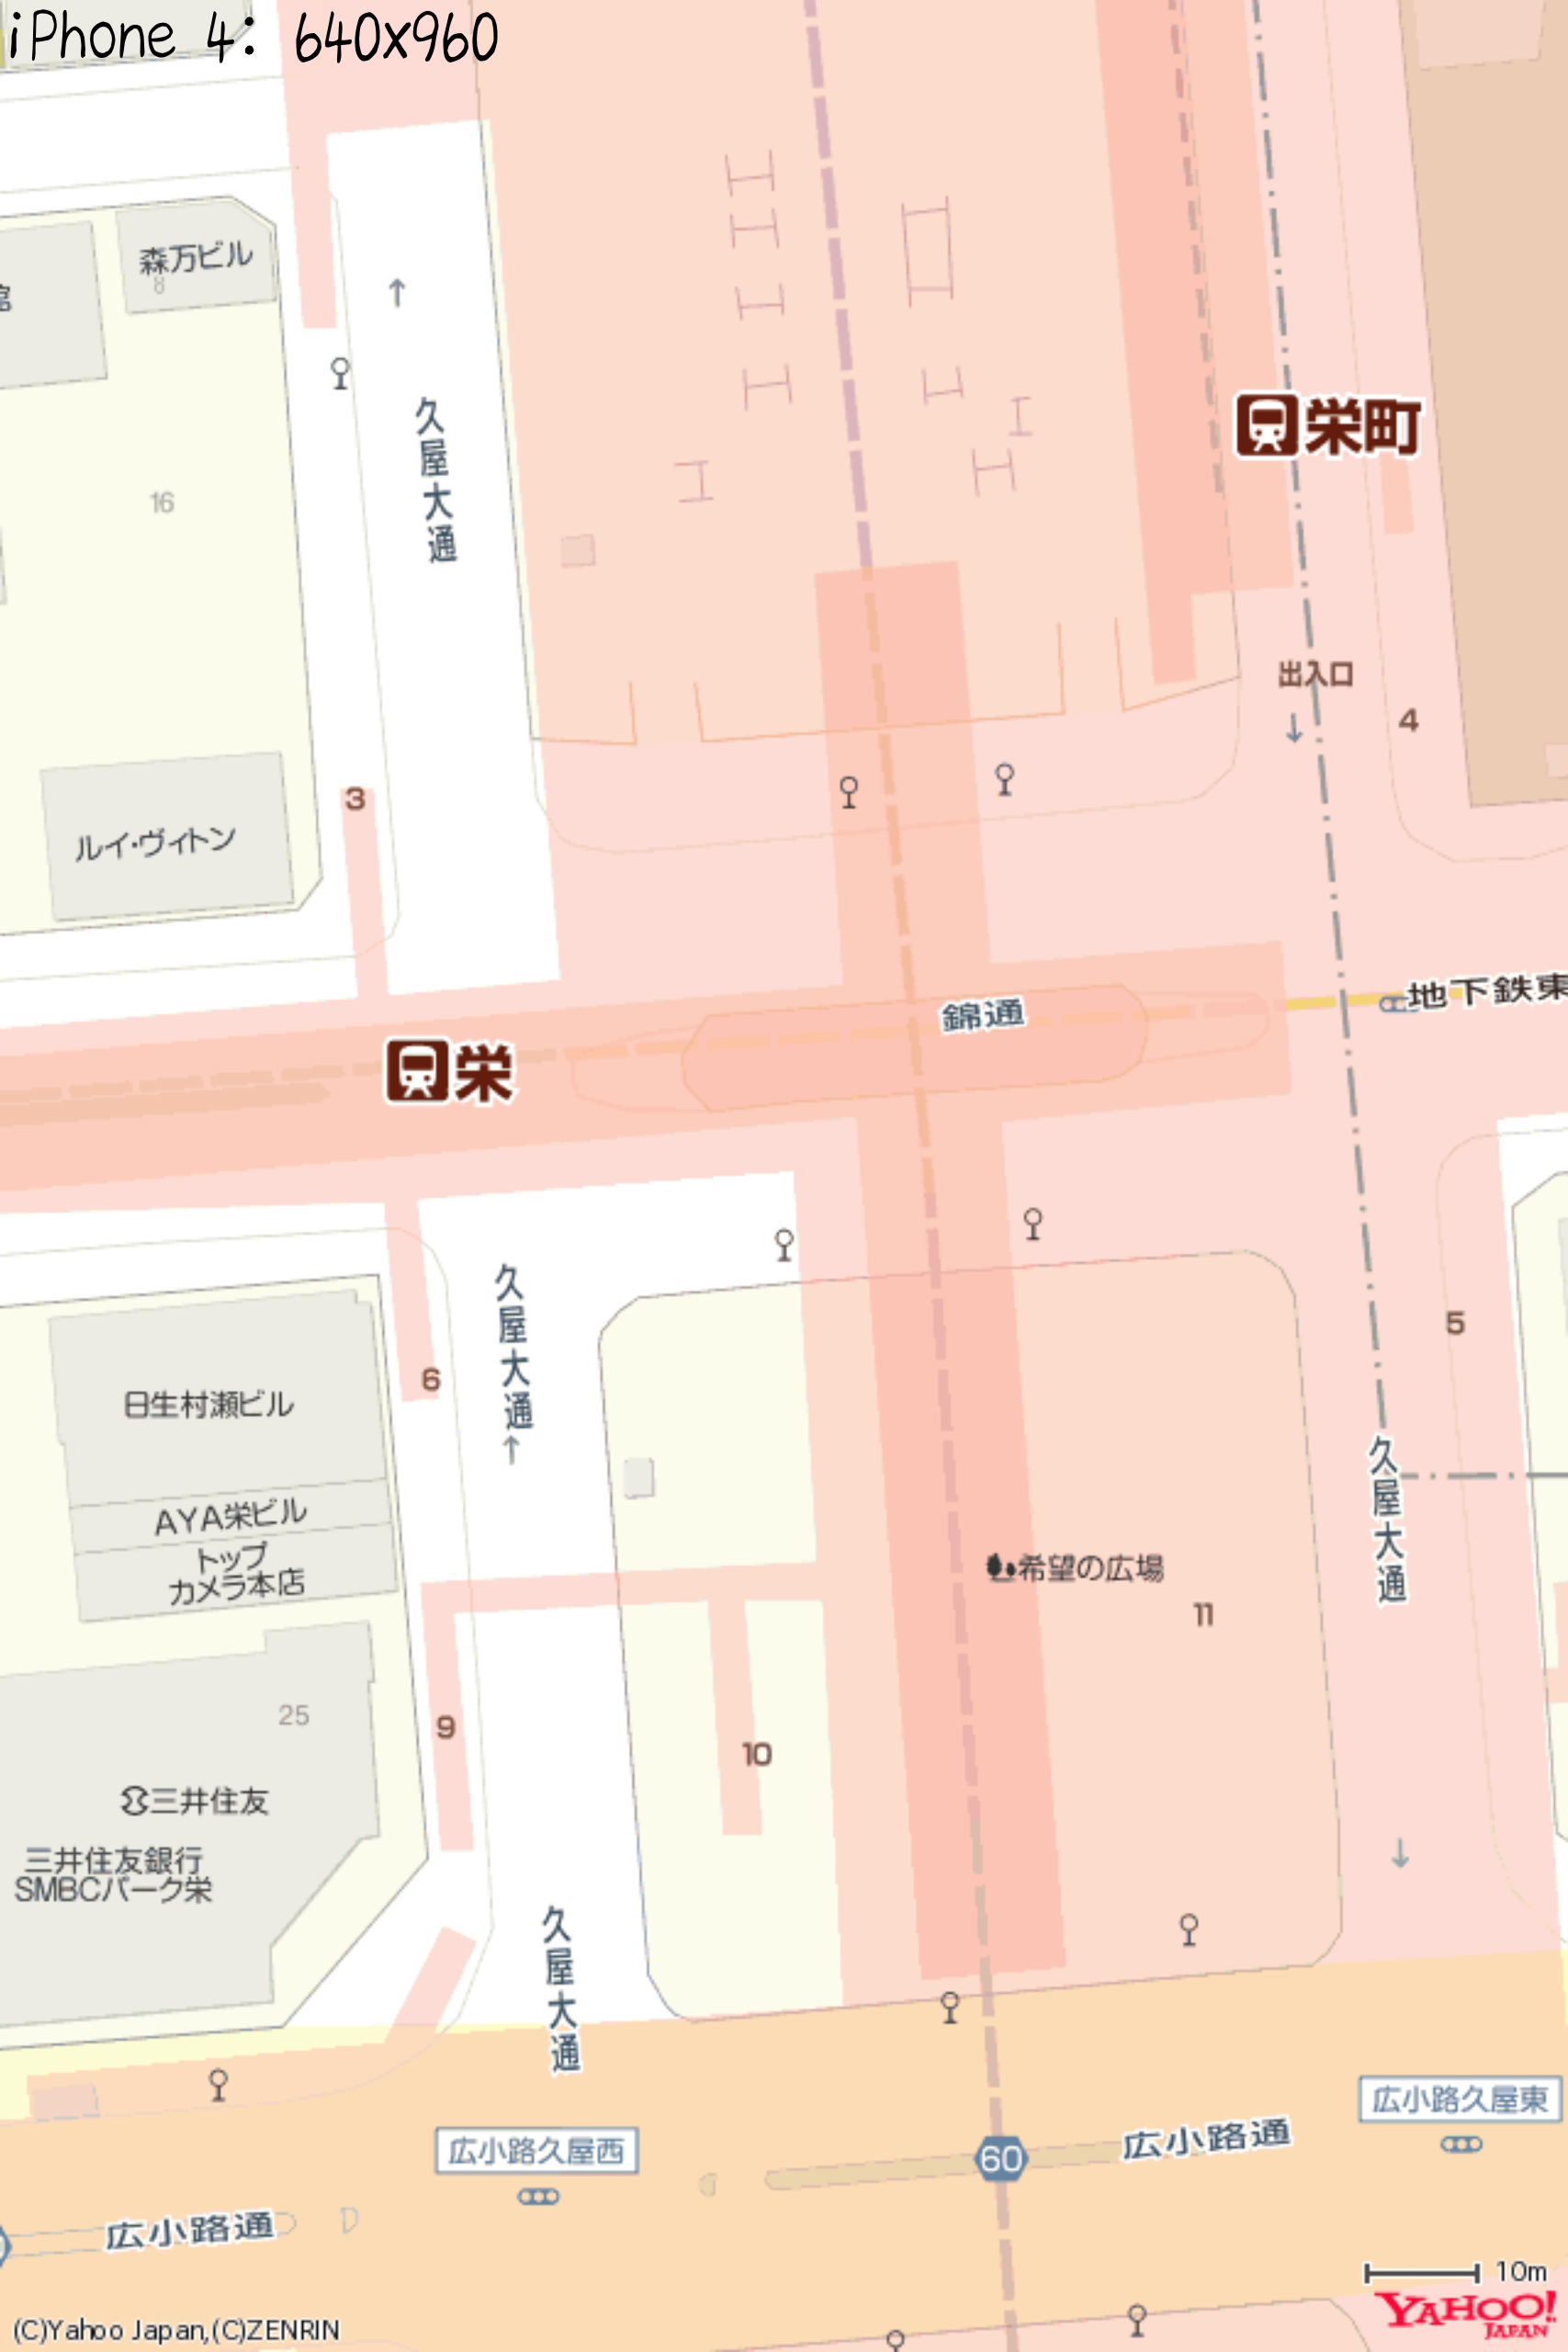 iPhone 4: 640x960
森万ビル
8
久屋大通
栄町
16
出入口
4
3
ルイ・ヴィトン
錦通
地下鉄東
栄
久屋大通
5
6
日生村瀬ビル
AYA栄ビル
トップ
カメラ本店
久屋大通
希望の広場
11
25
9
10
三井住友
三井住友銀行
SMBCパーク栄
久屋大通
広小路久屋東
広小路久屋西
60
広小路通
広小路通
10m
YAHOO!
JAPAN
(C)Yahoo Japan,(C)ZENRIN